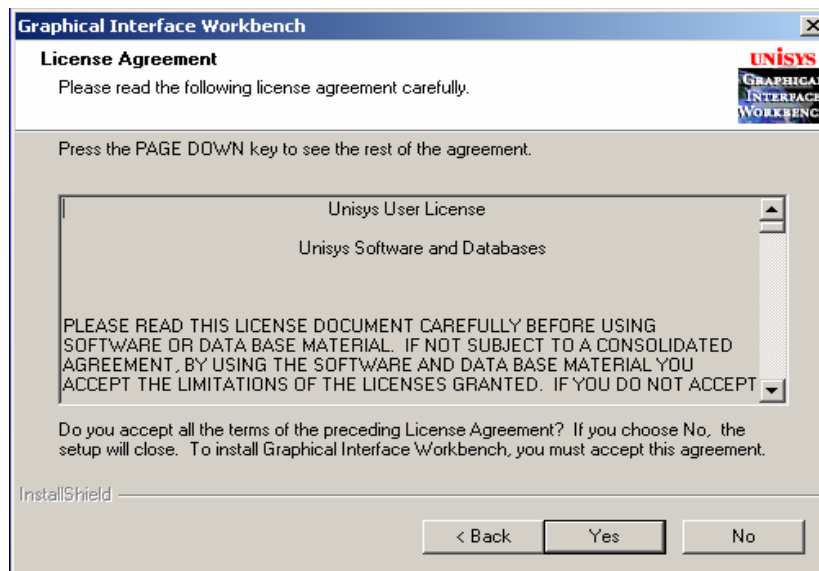 Graphical Interface Workbench
License Agreement
Please read the following license agreement carefully.
UNiSYS
GRAPHICAL
INTERFACE
WORKBENC
Press the PAGE DOWN key to see the rest of the agreement.
Unisys User License
Unisys Software and Databases
PLEASE READ THIS LICENSE DOCUMENT CAREFULLY BEFORE USING
SOFTWARE OR DATA BASE MATERIAL. IF NOT SUBJECT TO A CONSOLIDATED
AGREEMENT, BY USING THE SOFTWARE AND DATA BASE MATERIAL YOU
ACCEPT THE LIMITATIONS OF THE LICENSES GRANTED. IF YOU DO NOT ACCEPT
Do you accept all the terms of the preceding License Agreement? If you choose No, the
setup will close. To install Graphical Interface Workbench, you must accept this agreement.
InstallShield
< Back
Yes
No